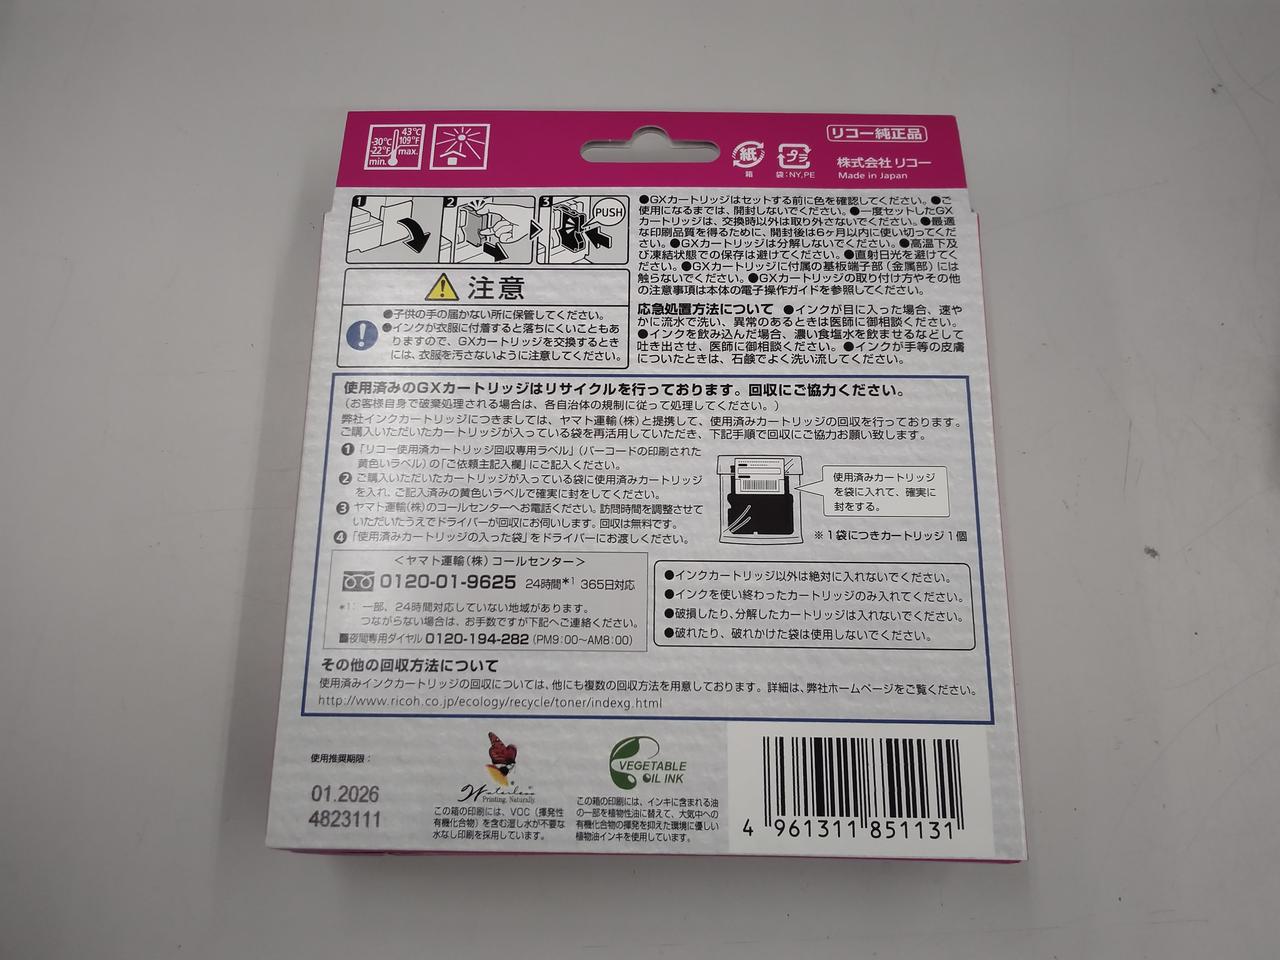 -30℃
-22°F
min.
43℃
109°F
max.
紙
箱
プラ
袋:NY,PE
リコー純正品
株式会社 リコー
Made in Japan
1
2
3
PUSH
注意
●子供の手の届かない所に保管してください。
●インクが衣服に付着すると落ちにくいこともあ
りますので、GXカートリッジを交換するとき
には、衣服を汚さないように注意してください。
●GXカートリッジはセットする前に色を確認してください。●ご
使用になるまでは、開封しないでください。●一度セットしたGX
カートリッジは、交換時以外は取り外さないでください。●最適
な印刷品質を得るために、開封後は6ヶ月以内に使い切ってくだ
さい。●GXカートリッジは分解しないでください。●高温下及
び凍結状態での保存は避けてください。●直射日光を避けてく
ださい。●GXカートリッジに付属の基板端子部(金属部)には
触らないでください。●GXカートリッジの取り付け方やその他
の注意事項は本体の電子操作ガイドを参照してください。
応急処置方法について ●インクが目に入った場合、速や
かに流水で洗い、異常のあるときは医師に御相談ください。
●インクを飲み込んだ場合、濃い食塩水を飲ませるなどして
吐き出させ、医師に御相談ください。●インクが手等の皮膚
についたときは、石鹸でよく洗い流してください。
使用済みのGXカートリッジはリサイクルを行っております。回収にご協力ください。
(お客様自身で破棄処理される場合は、各自治体の規制に従って処理してください。)
弊社インクカートリッジにつきましては、ヤマト運輸(株)と提携して、使用済みカートリッジの回収を行っております。
ご購入いただいたカートリッジが入っている袋を再活用していただき、下記手順で回収にご協力お願い致します。
❶「リコー使用済カートリッジ回収専用ラベル」(バーコードの印刷された
黄色いラベル)の「ご依頼主記入欄」にご記入ください。
❷ご購入いただいたカートリッジが入っている袋に使用済みカートリッジ
を入れ、ご記入済みの黄色いラベルで確実に封をしてください。
❸ヤマト運輸(株)のコールセンターへお電話ください。訪問時間を調整させて
いただいたうえでドライバーが回収にお伺いします。回収は無料です。
❹「使用済みカートリッジの入った袋」をドライバーにお渡しください。
使用済みカートリッジ
を袋に入れて、確実に
封をする。
※1袋につきカートリッジ1個
<ヤマト運輸(株)コールセンター>
0120-01-9625 24時間*1 365日対応
*1: 一部、24時間対応していない地域があります。
つながらない場合は、お手数ですが下記へご連絡ください。
■夜間専用ダイヤル 0120-194-282 (PM9:00~AM8:00)
●インクカートリッジ以外は絶対に入れないでください。
●インクを使い終わったカートリッジのみ入れてください。
●破損したり、分解したカートリッジは入れないでください。
●破れたり、破れかけた袋は使用しないでください。
その他の回収方法について
使用済みインクカートリッジの回収については、他にも複数の回収方法を用意しております。詳細は、弊社ホームページをご覧ください。
http://www.ricoh.co.jp/ecology/recycle/toner/indexg.html
使用推奨期限:
01.2026
4823111
Waterless
Printing, Naturally.
この箱の印刷には、VOC(揮発性
有機化合物)を含む湿し水が不要な
水なし印刷を採用しています。
VEGETABLE
OIL INK
この箱の印刷には、インキに含まれる油
の一部を植物性油に替えて、大気中への
有機化合物の揮発を抑えた環境に優しい
植物油インキを使用しています。
4 961311 851131